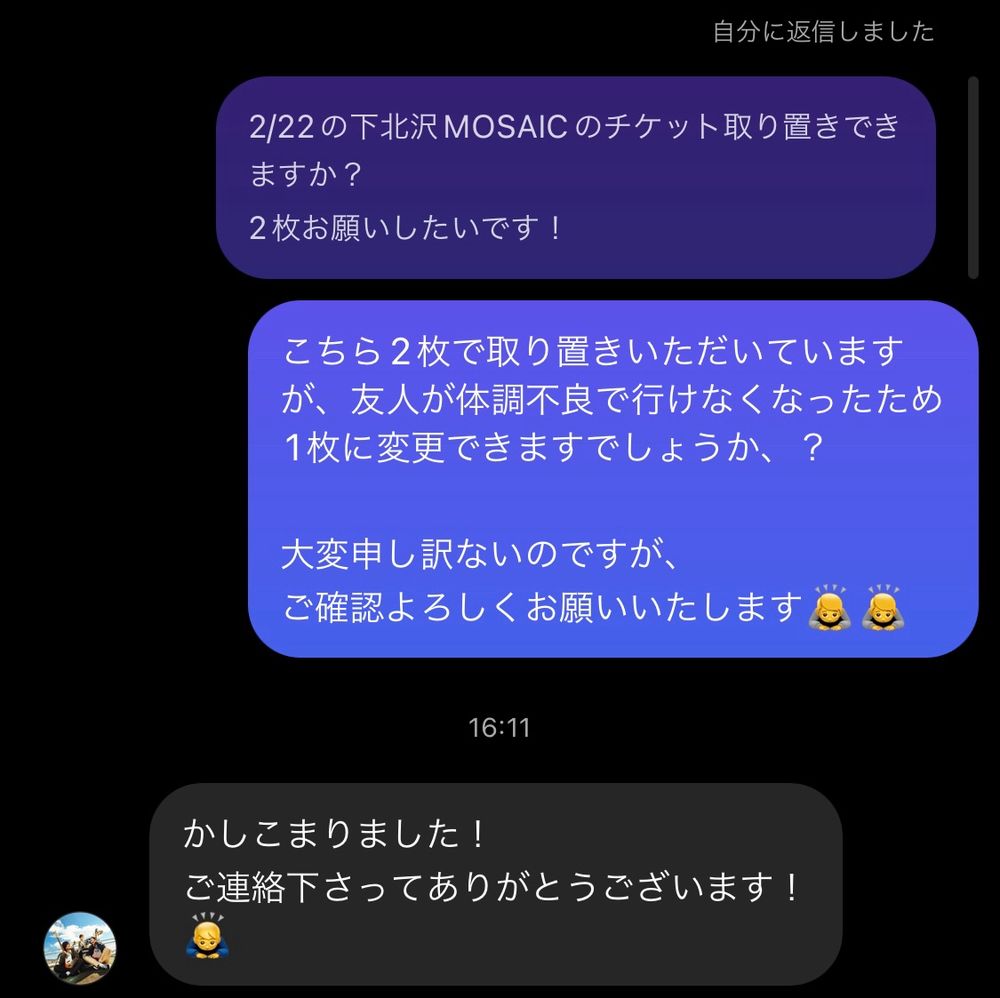 自分に返信しました
2/22の下北沢MOSAICのチケット取り置きでき
ますか？
2枚お願いしたいです！
こちら2枚で取り置きいただいています
が、友人が体調不良で行けなくなったため
1枚に変更できますでしょうか、？
大変申し訳ないのですが、
ご確認よろしくお願いいたします🙇🙇
16:11
かしこまりました！
ご連絡下さってありがとうございます！
🙇